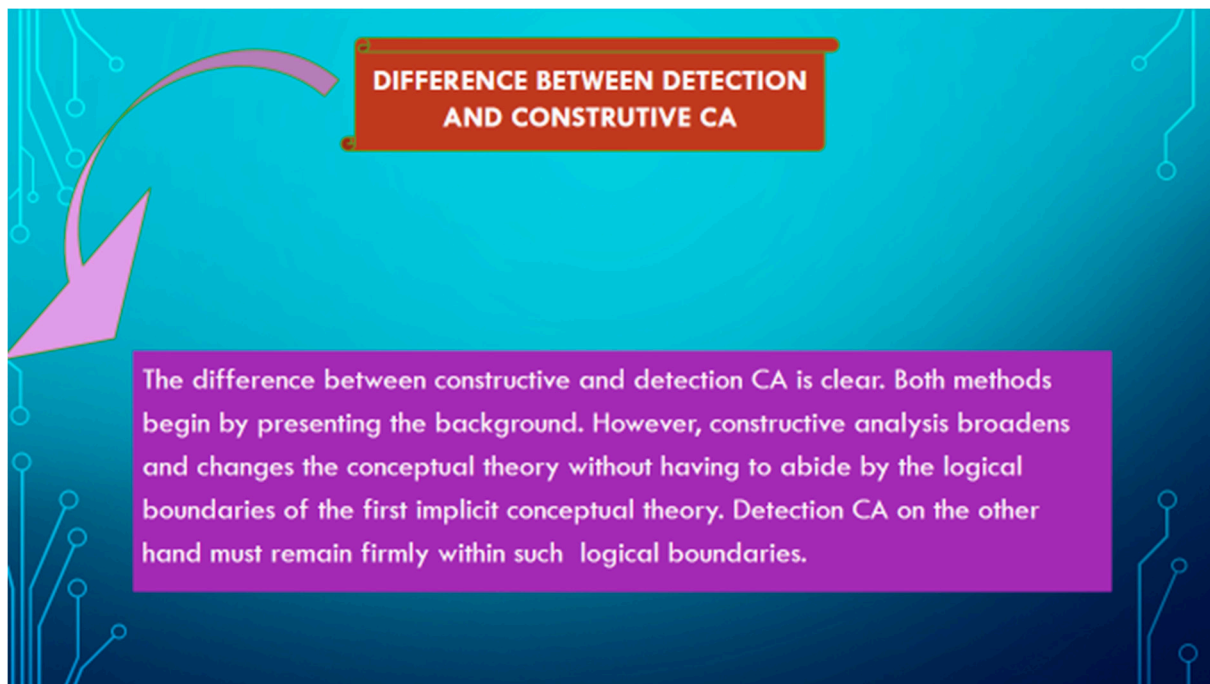 DIFFERENCE BETWEEN DETECTION
AND CONSTRUTIVE CA
The difference between constructive and detection CA is clear. Both methods
begin by presenting the background. However, constructive analysis broadens
and changes the conceptual theory without having to abide by the logical
boundaries of the first implicit conceptual theory. Detection CA on the other
hand must remain firmly within such logical boundaries.